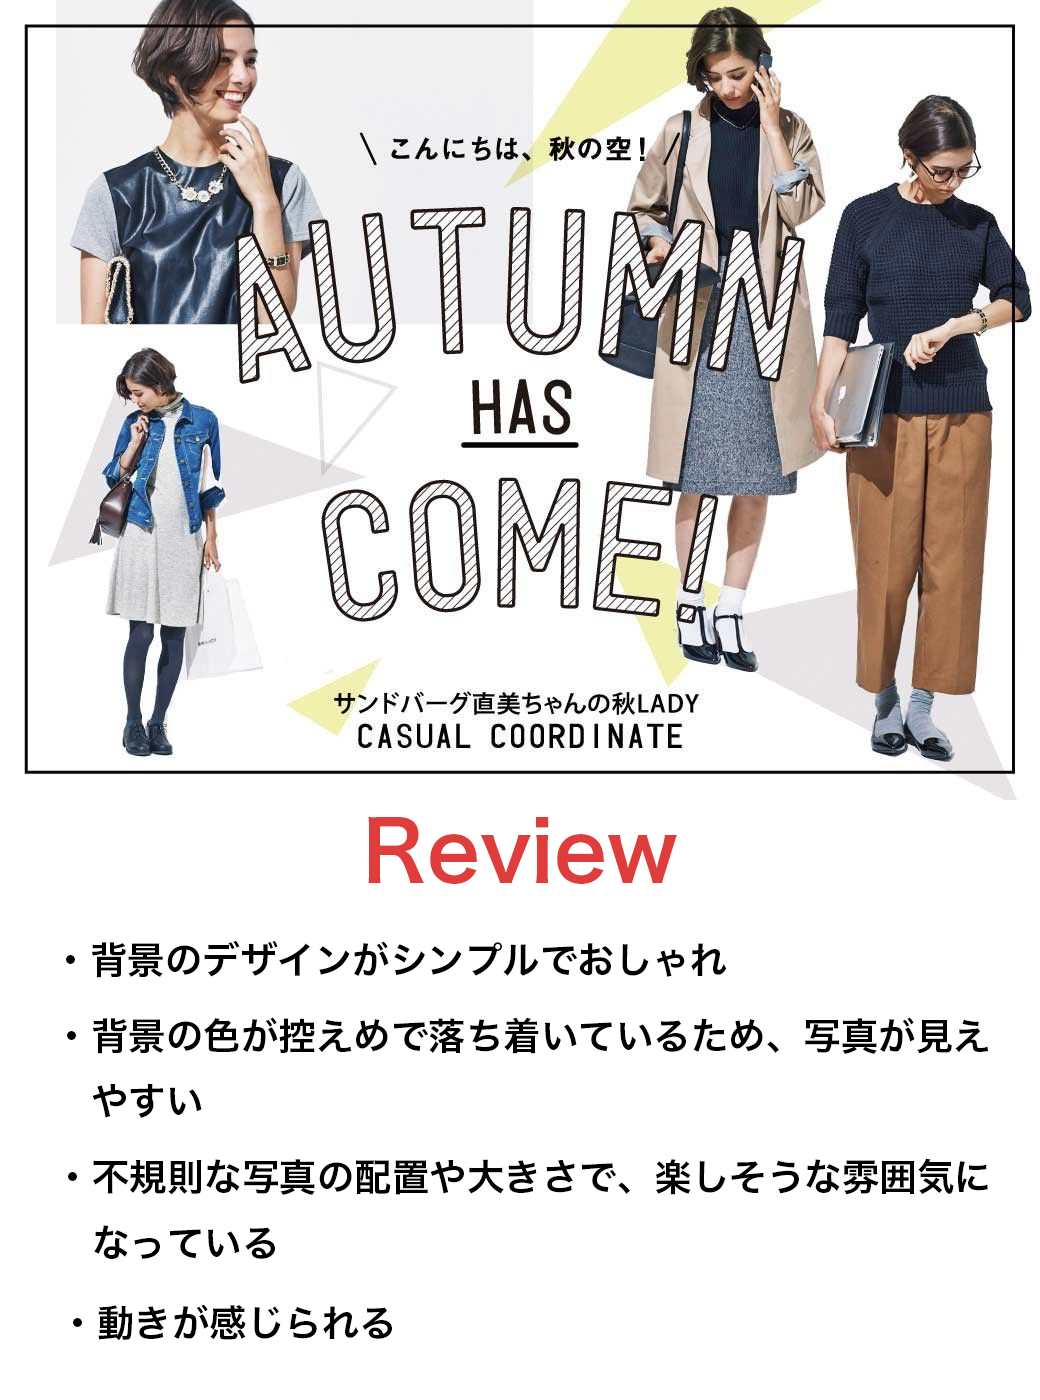 \ こんにちは、秋の空! /
AUTUMN
HAS
COME!
サンドバーグ直美ちゃんの秋LADY
CASUAL COORDINATE
Review
・背景のデザインがシンプルでおしゃれ
・背景の色が控えめで落ち着いているため、写真が見え
やすい
・不規則な写真の配置や大きさで、楽しそうな雰囲気に
なっている
・動きが感じられる